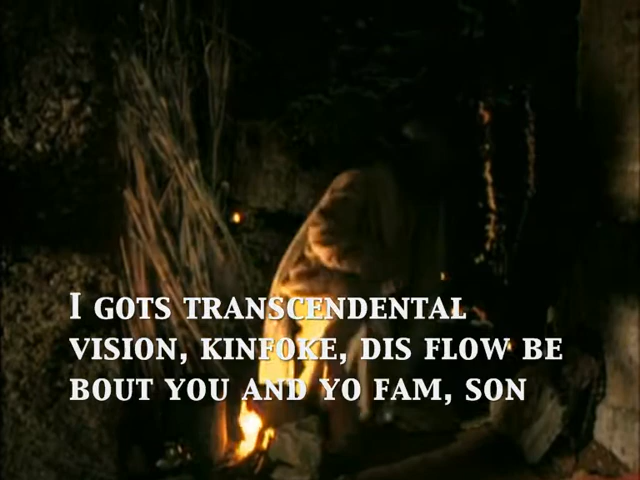 I GOTS TRANSCENDENTAL
VISION, KINFOKE, DIS FLOW BE
BOUT YOU AND YO FAM, SON